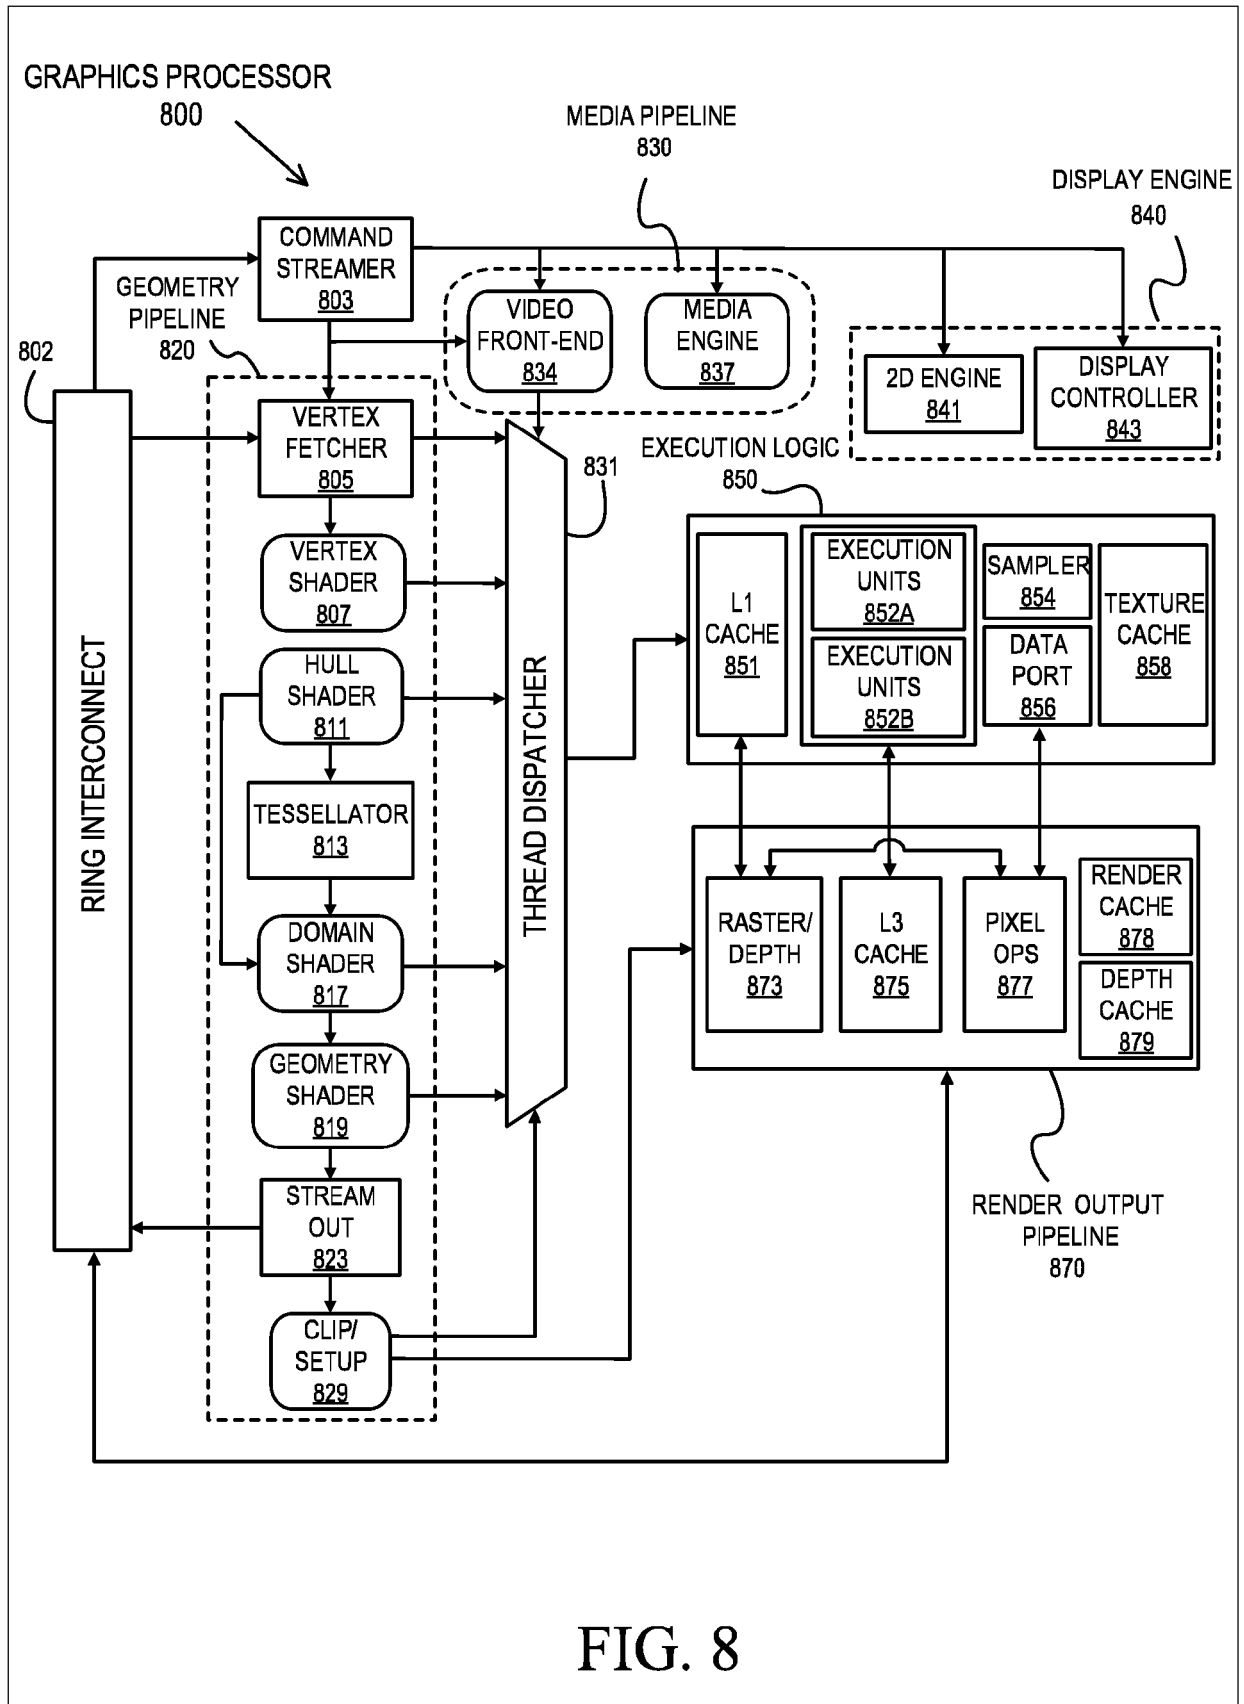 GRAPHICS PROCESSOR
800
MEDIA PIPELINE
830
DISPLAY ENGINE
840
COMMAND
STREAMER
803
GEOMETRY
PIPELINE
820
802
VIDEO
FRONT-END
834
MEDIA
ENGINE
837
2D ENGINE
841
DISPLAY
CONTROLLER
843
RING INTERCONNECT
VERTEX
FETCHER
805
VERTEX
SHADER
807
HULL
SHADER
811
TESSELLATOR
813
DOMAIN
SHADER
817
GEOMETRY
SHADER
819
STREAM
OUT
823
CLIP/
SETUP
829
THREAD DISPATCHER
831
EXECUTION LOGIC
850
L1
CACHE
851
EXECUTION
UNITS
852A
EXECUTION
UNITS
852B
SAMPLER
854
DATA
PORT
856
TEXTURE
CACHE
858
RASTER/
DEPTH
873
L3
CACHE
875
PIXEL
OPS
877
RENDER
CACHE
878
DEPTH
CACHE
879
RENDER OUTPUT
PIPELINE
870
FIG. 8